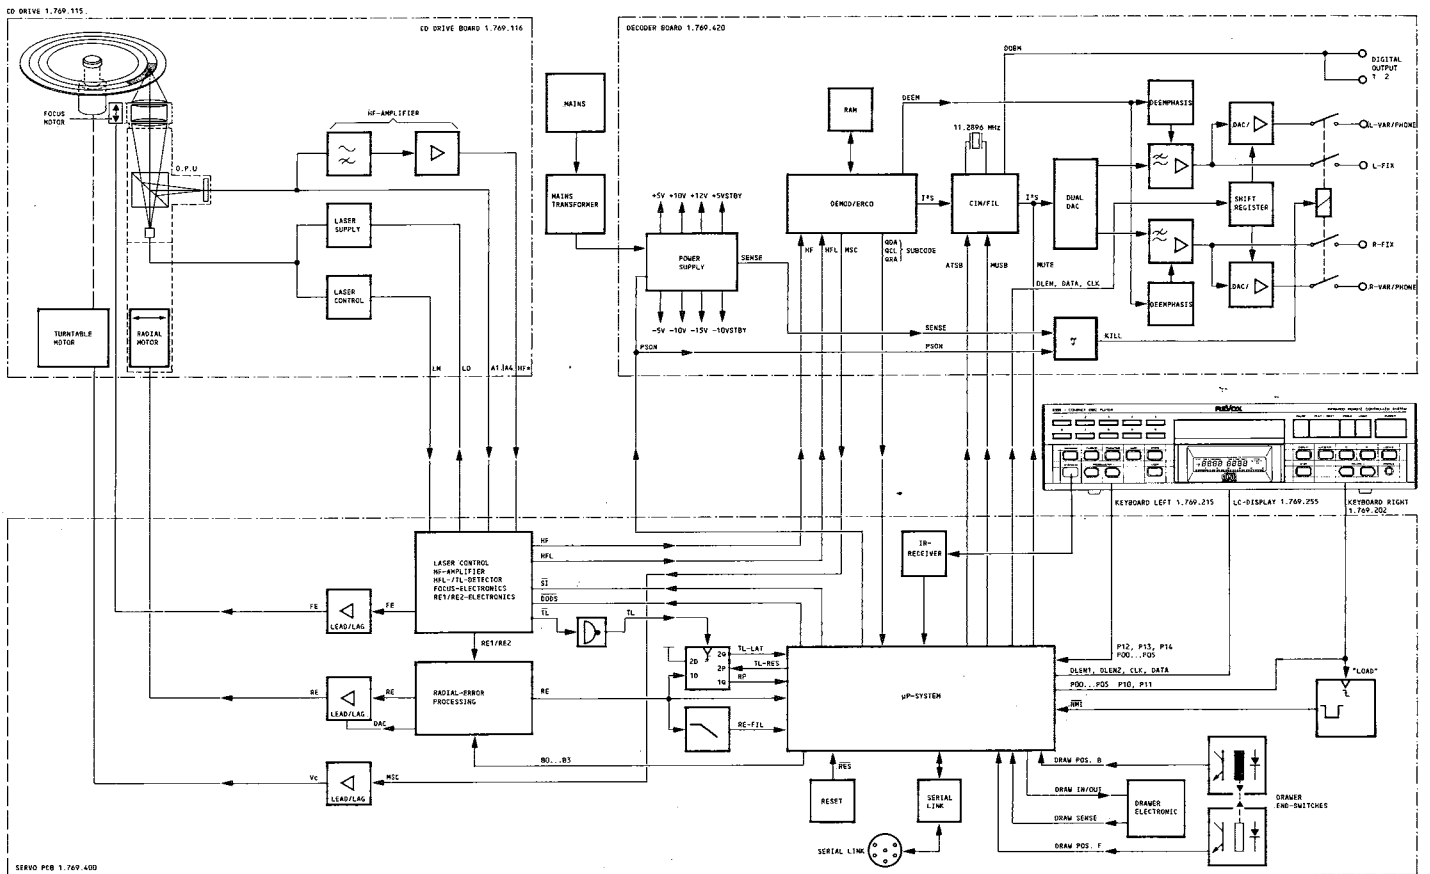 CD DRIVE 1.769.115.
CD DRIVE BOARD 1.769.116
DECODER BOARD 1.769.420
FOCUS
MOTOR
O.P.U
HF-AMPLIFIER
LASER
SUPPLY
LASER
CONTROL
TURNTABLE
MOTOR
RADIAL
MOTOR
LM
LO
A1..A4
HF
MAINS
MAINS
TRANSFORMER
+5V +10V +12V +5VSTBY
POWER
SUPPLY
-5V -10V -15V -10VSTBY
SENSE
RAM
DEMOD/ERCO
DEEM
DOBM
11.2896 MHz
I²S
CIM/FIL
I²S
DUAL
DAC
DEEMPHASIS
DAC/
SHIFT
REGISTER
DAC/
DEEMPHASIS
DIGITAL
OUTPUT
1 2
L-VAR/PHONE
L-FIX
R-FIX
R-VAR/PHONE
HF
HFL
MSC
QDA
QCL
QRA
SUBCODE
ATSB
MUSB
MUTE
DLEM, DATA, CLK
SENSE
PSON
PSON
KILL
REVOX
KEYBOARD LEFT 1.769.215
LC-DISPLAY 1.769.255
KEYBOARD RIGHT
1.769.202
LASER CONTROL
HF-AMPLIFIER
HFL-/TL-DETECTOR
FOCUS-ELECTRONICS
RE1/RE2-ELECTRONICS
HF
HFL
SI
DODS
TL
TL
IR-
RECEIVER
FE
FE
LEAD/LAG
RE1/RE2
RE
RE
LEAD/LAG
DAC
RADIAL-ERROR
PROCESSING
RE
2D 2Q
2P
1D 1Q
TL-LAT
TL-RES
RP
RE-FIL
µP-SYSTEM
P12, P13, P14
P00...P05
DLEN1, DLEN2, CLK, DATA
P00...P05 P10, P11
NMI
"LOAD"
B0...B3
Vc
MSC
LEAD/LAG
RES
RESET
SERIAL
LINK
SERIAL LINK
DRAW POS. B
DRAW IN/OUT
DRAW SENSE
DRAW POS. F
DRAWER
ELECTRONIC
DRAWER
END-SWITCHES
SERVO PCB 1.769.400